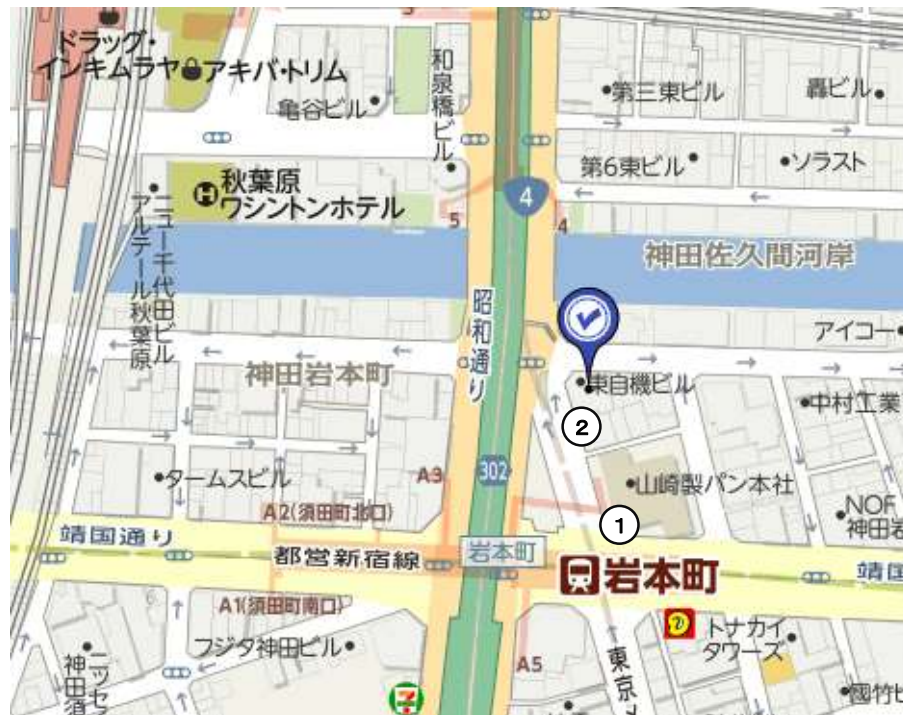 3
ドラッグ・
インキムラヤ
アキバ・トリム
亀谷ビル
和泉橋ビル
第三東ビル
轟ビル
第6東ビル
ソラスト
H
秋葉原
ワシントンホテル
4
5
4
神田佐久間河岸
ニュー千代田ビル
アルテール秋葉原
昭和通り
アイコー
神田岩本町
東自機ビル
中村工業
2
タームスビル
A3
302
山崎製パン本社
NOF
神田岩
A2(須田町北口)
1
靖国通り
都営新宿線
岩本町
岩本町
靖国
A1(須田町南口)
フジタ神田ビル
トナカイ
タワーズ
A5
東京メ
ニッセ
神田須
7
國竹ビ